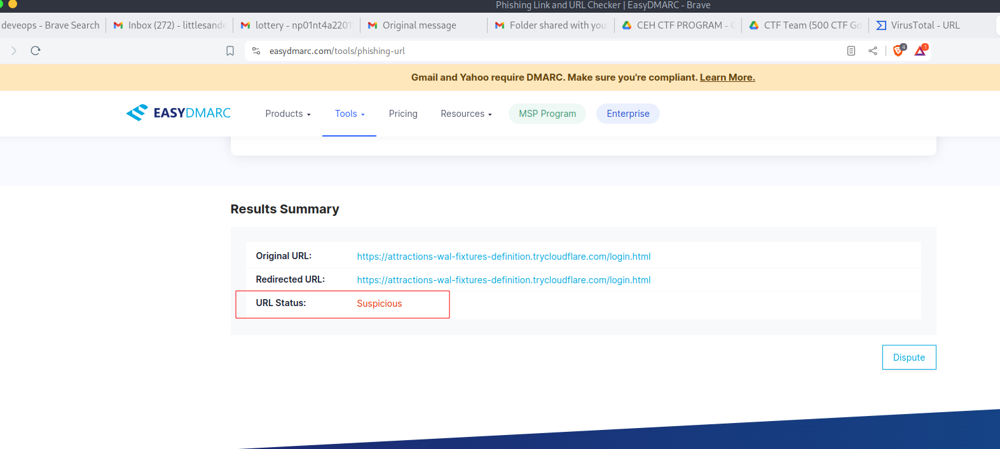 Phishing Link and URL Checker | EasyDMARC - Brave
deveops - Brave Search
Inbox (272) - littlesande
lottery - np01nt4a2201
Original message
Folder shared with you:
CEH CTF PROGRAM -
CTF Team (500 CTF Go
VirusTotal - URL
easydmarc.com/tools/phishing-url
4
1
Gmail and Yahoo require DMARC. Make sure you're compliant. Learn More.
EASYDMARC
Products
Tools
Pricing
Resources
MSP Program
Enterprise
Results Summary
Original URL: https://attractions-wal-fixtures-definition.trycloudflare.com/login.html
Redirected URL: https://attractions-wal-fixtures-definition.trycloudflare.com/login.html
URL Status: Suspicious
Dispute